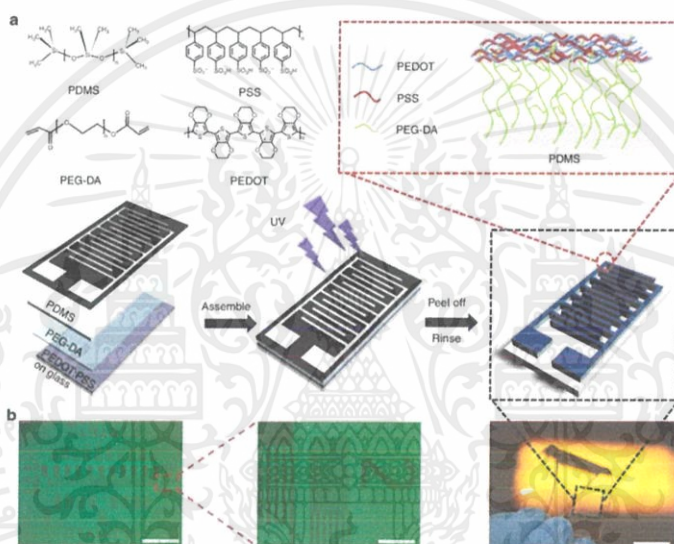 a
PDMS
PSS
PEG-DA
PEDOT
PEDOT
PSS
PEG-DA
PDMS
UV
PDMS
PEG-DA
PEDOT:PSS
on glass
Assemble
Peel off
Rinse
b